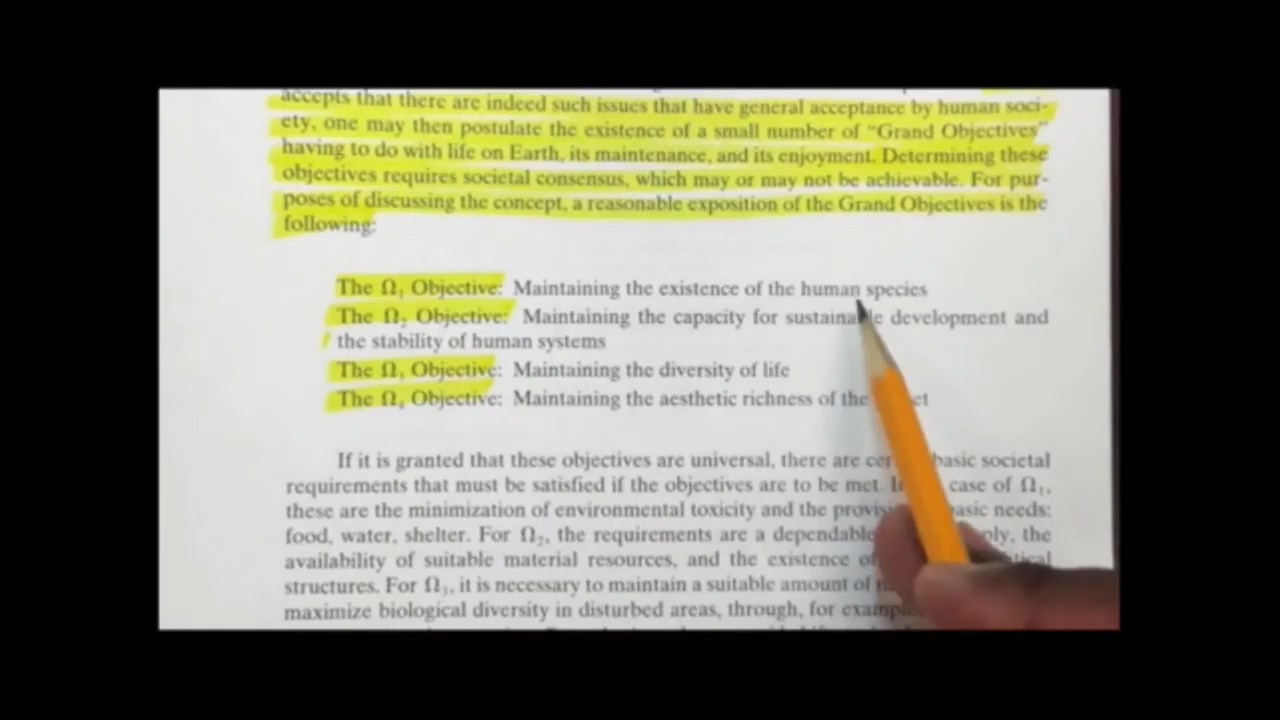 accepts that there are indeed such issues that have general acceptance by human soci-
ety, one may then postulate the existence of a small number of “Grand Objectives”
having to do with life on Earth, its maintenance, and its enjoyment. Determining these
objectives requires societal consensus, which may or may not be achievable. For pur-
poses of discussing the concept, a reasonable exposition of the Grand Objectives is the
following:
The Ω₁ Objective: Maintaining the existence of the human species
The Ω₂ Objective: Maintaining the capacity for sustainable development and
the stability of human systems
The Ω₃ Objective: Maintaining the diversity of life
The Ω₄ Objective: Maintaining the aesthetic richness of the
If it is granted that these objectives are universal, there are basic societal
requirements that must be satisfied if the objectives are to be met. case of Ω₁,
these are the minimization of environmental toxicity and the basic needs:
food, water, shelter. For Ω₂, the requirements are a dependable the
availability of suitable material resources, and the existence
structures. For Ω₃, it is necessary to maintain a suitable amount of
maximize biological diversity in disturbed areas, through, for